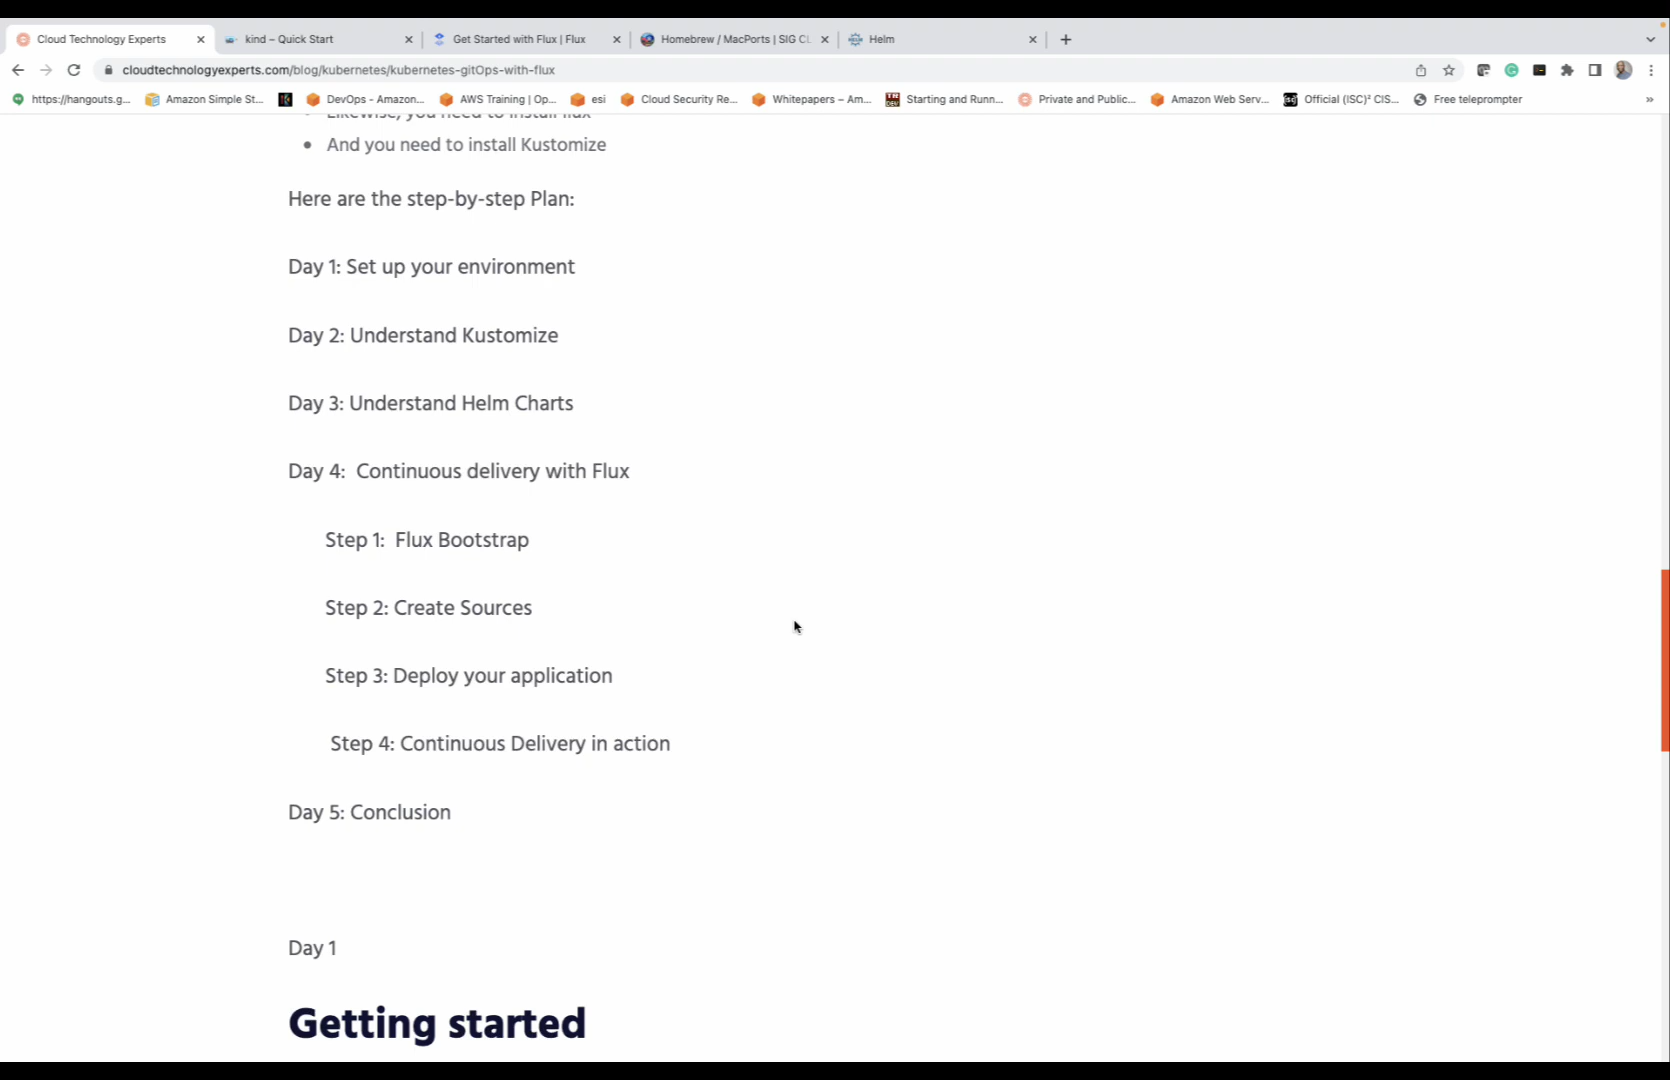 Cloud Technology Experts
kind – Quick Start
Get Started with Flux | Flux
Homebrew / MacPorts | SIG CL
Helm
cloudtechnologyexperts.com/blog/kubernetes/kubernetes-gitOps-with-flux
https://hangouts.g...
Amazon Simple St...
DevOps - Amazon...
AWS Training | Op...
esi
Cloud Security Re...
Whitepapers – Am...
Starting and Runn...
Private and Public...
Amazon Web Serv...
Official (ISC)² CIS...
Free teleprompter
Likewise, you need to install flux
And you need to install Kustomize
Here are the step-by-step Plan:
Day 1: Set up your environment
Day 2: Understand Kustomize
Day 3: Understand Helm Charts
Day 4:  Continuous delivery with Flux
Step 1:  Flux Bootstrap
Step 2: Create Sources
Step 3: Deploy your application
Step 4: Continuous Delivery in action
Day 5: Conclusion
Day 1
Getting started